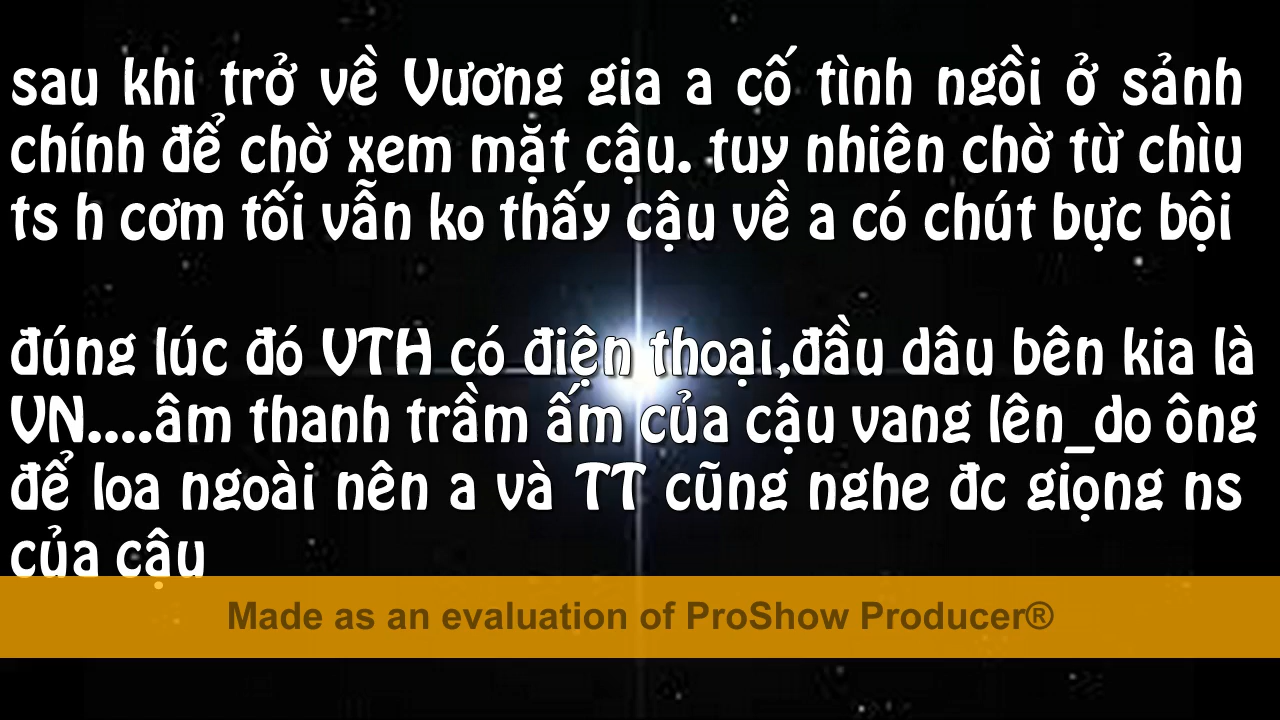 sau khi trở về Vương gia a cố tình ngồi ở sảnh
chính để chờ xem mặt cậu. tuy nhiên chờ từ chìu
ts h cơm tối vẫn ko thấy cậu về a có chút bực bội
đúng lúc đó VTH có điện thoại,đầu dâu bên kia là
VN....âm thanh trầm ấm của cậu vang lên_do ông
để loa ngoài nên a và TT cũng nghe đc giọng ns
của cậu
Made as an evaluation of ProShow Producer®